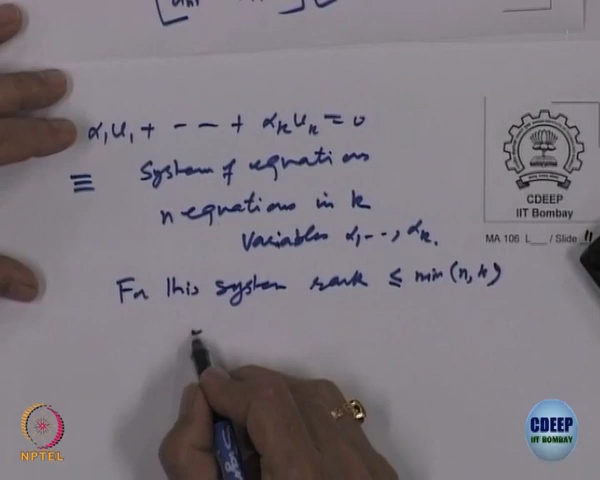 α₁u₁ + - - + αₖuₖ = 0
≡ System of equations
n equations in k
Variables α₁ - -, αₖ.
For this system rank ≤ min (n, k)
CDEEP
IIT Bombay
MA 106 L___ / Slide 11
NPTEL
CDEEP
IIT BOMBAY